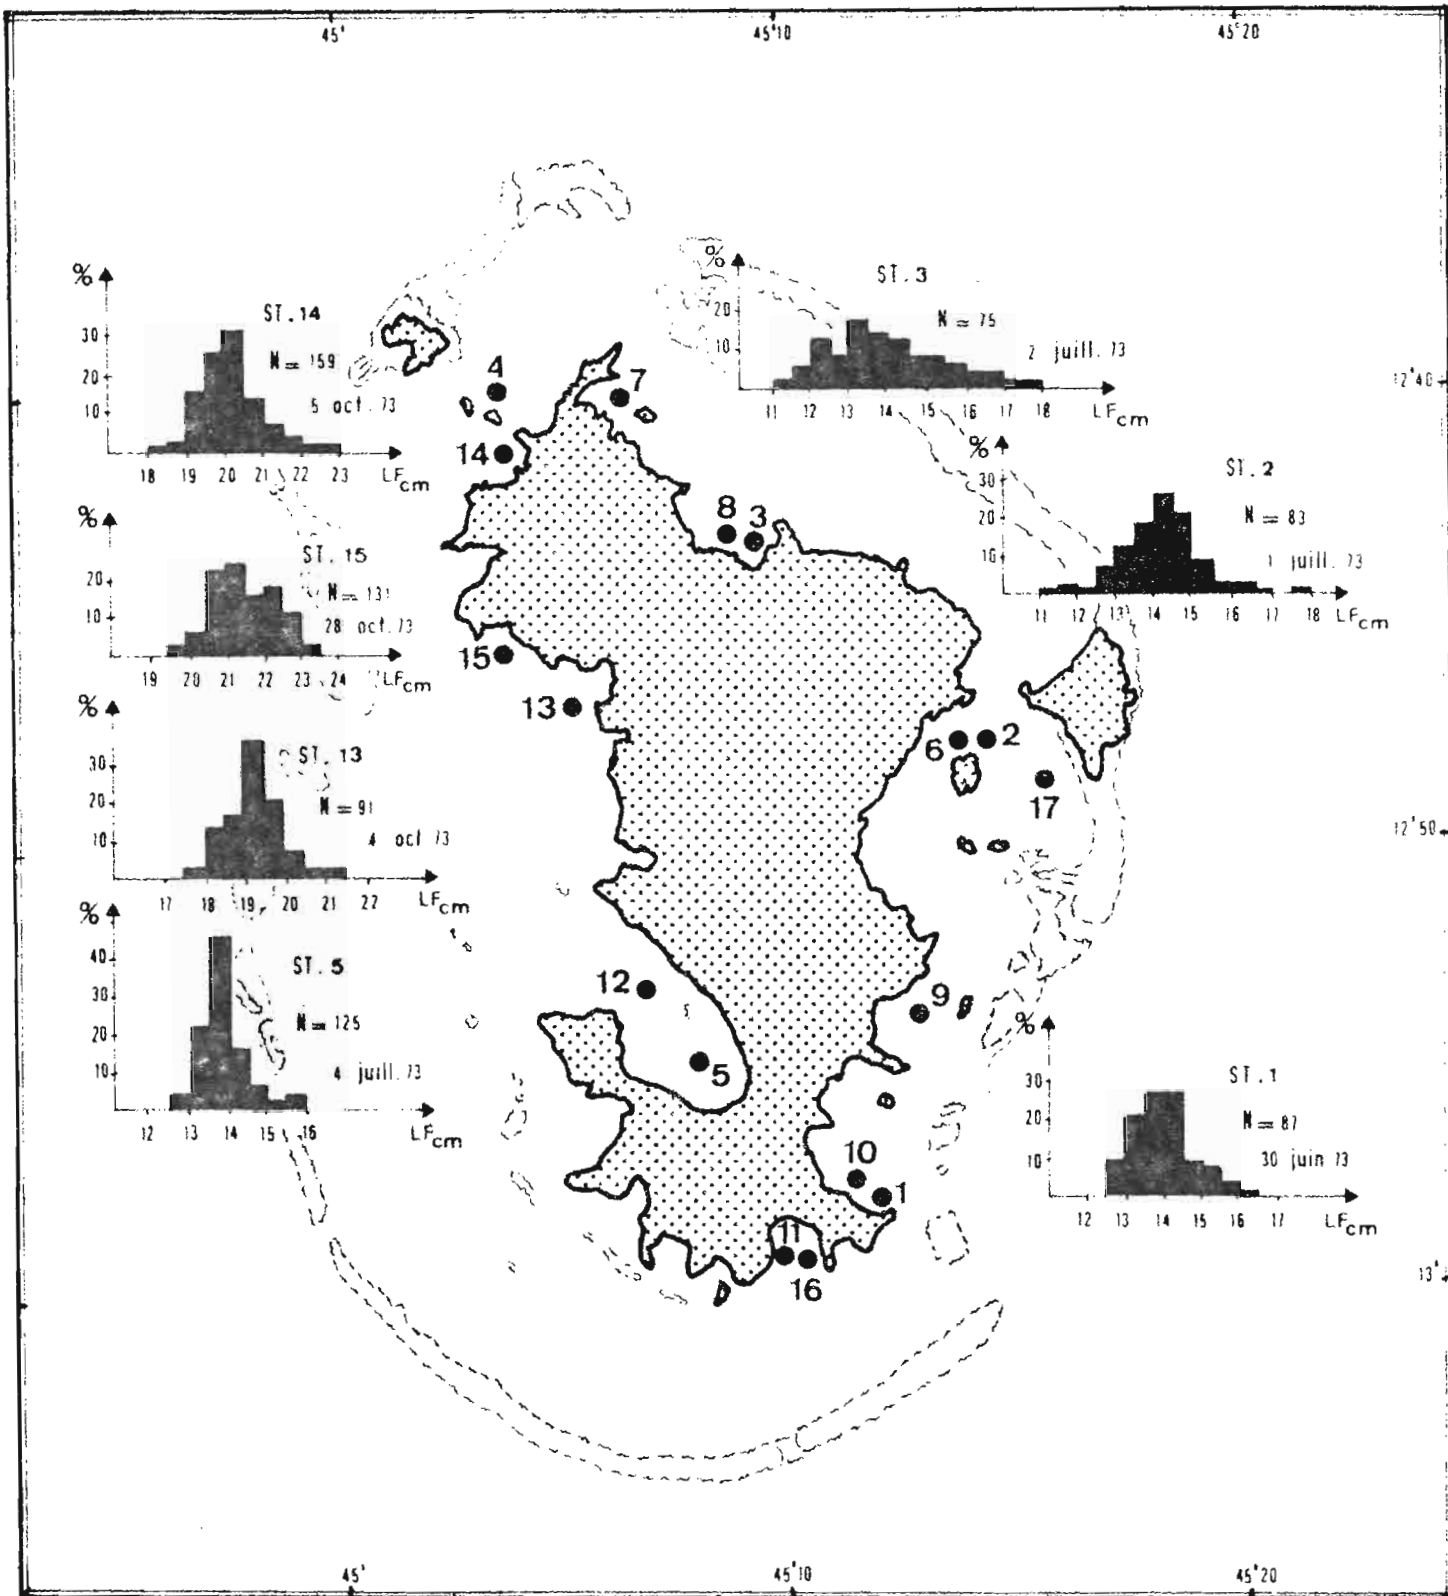 45°
45°10
45°20
%
ST.14
30
20
10
N = 159
5 oct.73
18 19 20 21 22 23 LFcm
%
ST.3
20
10
N = 75
2 juill.73
11 12 13 14 15 16 17 18 LFcm
12°40
4
7
14
8 3
%
ST.2
30
20
10
N = 83
1 juill.73
11 12 13 14 15 16 17 18 LFcm
%
ST.15
20
10
N = 131
28 oct.73
19 20 21 22 23 24 LFcm
15
13
6 2
17
12°50
%
ST.13
30
20
10
N = 91
4 oct 73
17 18 19 20 21 22 LFcm
%
ST.5
40
30
20
10
N = 125
4 juill.73
12 13 14 15 16 LFcm
12
5
9
%
ST.1
30
20
10
N = 87
30 juin 73
12 13 14 15 16 17 LFcm
10
1
11
16
13°
45°
45°10
45°20